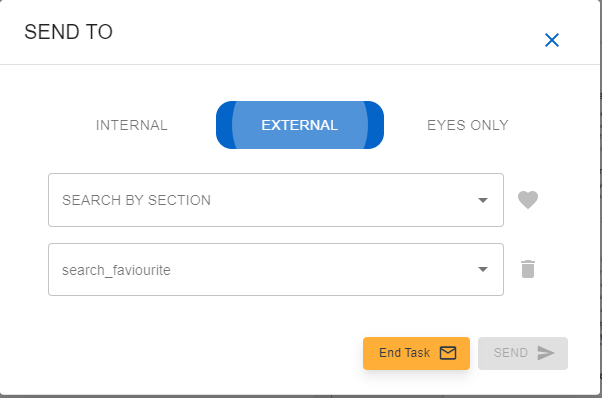 SEND TO
INTERNAL
EXTERNAL
EYES ONLY
SEARCH BY SECTION
search_faviourite
End Task
SEND